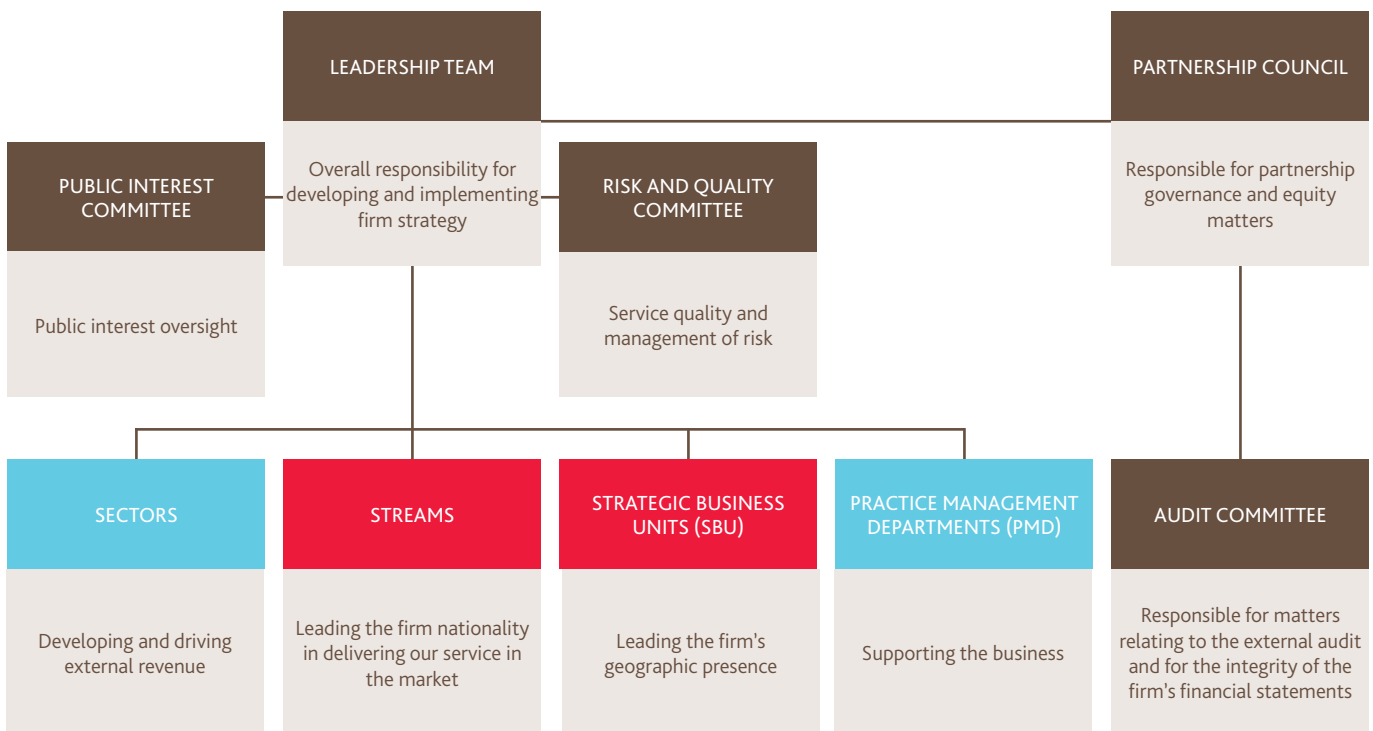 LEADERSHIP TEAM
Overall responsibility for
developing and implementing
firm strategy
PARTNERSHIP COUNCIL
Responsible for partnership
governance and equity
matters
PUBLIC INTEREST
COMMITTEE
Public interest oversight
RISK AND QUALITY
COMMITTEE
Service quality and
management of risk
SECTORS
Developing and driving
external revenue
STREAMS
Leading the firm nationality
in delivering our service in
the market
STRATEGIC BUSINESS
UNITS (SBU)
Leading the firm's
geographic presence
PRACTICE MANAGEMENT
DEPARTMENTS (PMD)
Supporting the business
AUDIT COMMITTEE
Responsible for matters
relating to the external audit
and for the integrity of the
firm's financial statements